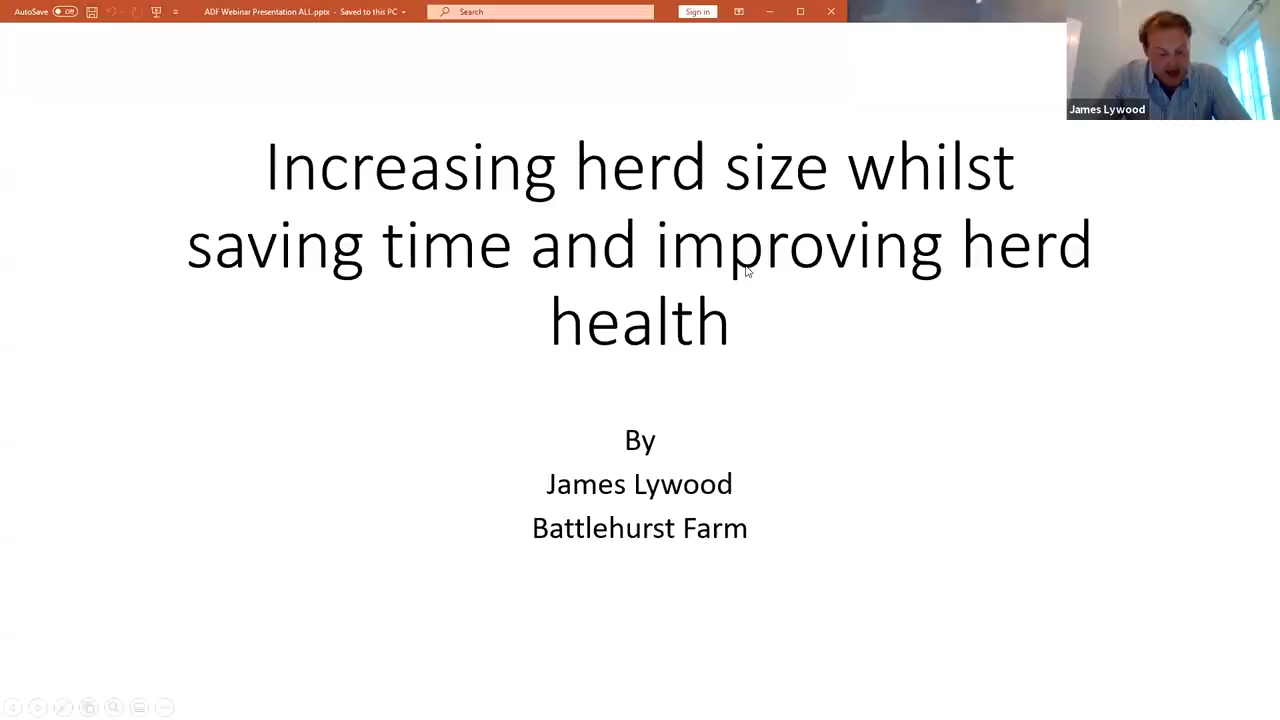 AutoSave Off ADF Webinar Presentation ALL.pptx - Saved to this PC Search Sign in
James Lywood
Increasing herd size whilst
saving time and improving herd
health
By
James Lywood
Battlehurst Farm